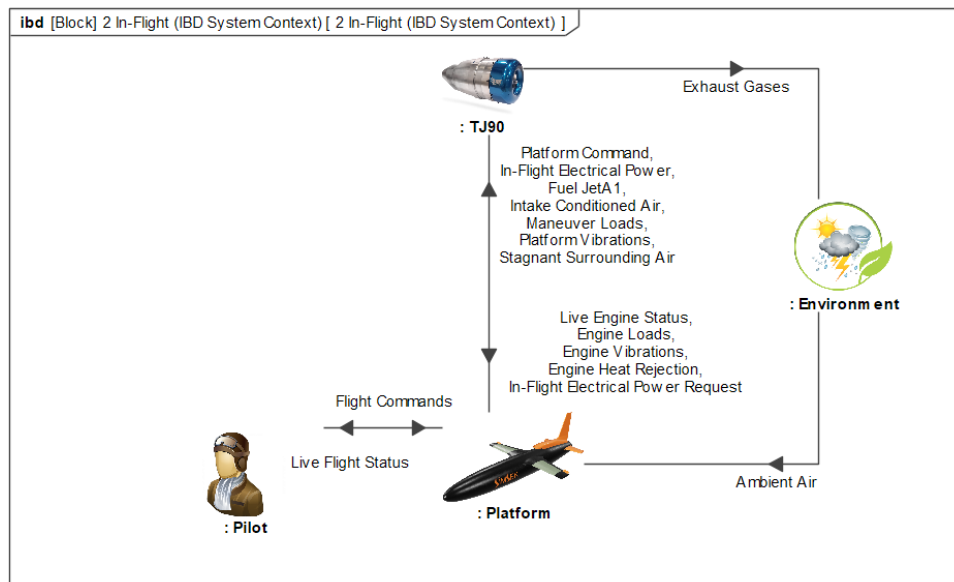 ibd [Block] 2 In-Flight (IBD System Context) [ 2 In-Flight (IBD System Context) ]
Exhaust Gases
: TJ90
Platform Command,
In-Flight Electrical Power,
Fuel JetA1,
Intake Conditioned Air,
Maneuver Loads,
Platform Vibrations,
Stagnant Surrounding Air
: Environment
Live Engine Status,
Engine Loads,
Engine Vibrations,
Engine Heat Rejection,
In-Flight Electrical Power Request
Flight Commands
Live Flight Status
Ambient Air
: Platform
: Pilot